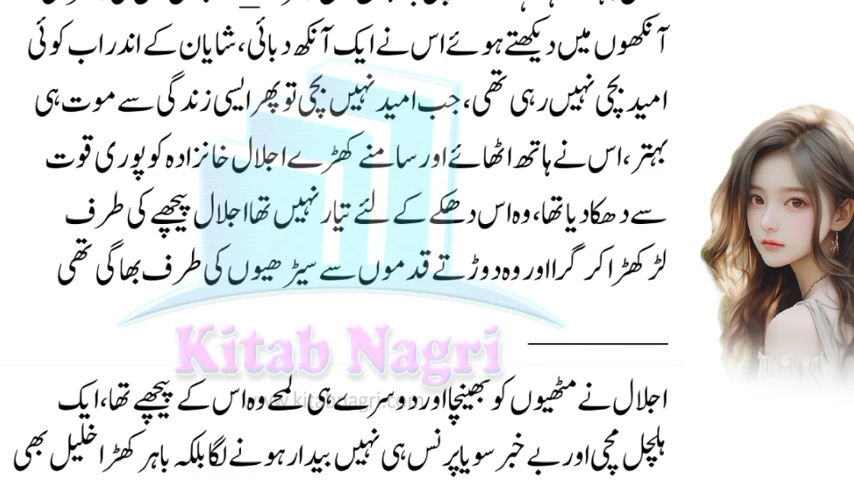 آنکھوں میں دیکھتے ہوئے اس نے ایک آنکھ دبائی، شایان کے اندر اب کوئی
امید بچی نہیں رہی تھی، جب امید نہیں بچی تو پھر ایسی زندگی سے موت ہی
بہتر، اس نے ہاتھ اٹھائے اور سامنے کھڑے اجلال خانزادہ کو پوری قوت
سے دھکا دیا تھا، وہ اس دھکے کے لئے تیار نہیں تھا اجلال پیچھے کی طرف
لڑکھڑا کر گرا اور وہ دوڑتے قدموں سے سیڑھیوں کی طرف بھاگی تھی
Kitab Nagri
اجلال نے مٹھیوں کو بھینچا اور دوسرے ہی لمحے وہ اس کے پیچھے تھا، ایک
www.kitabnagri.com
ہلچل مچی اور بے خبر سویا پرنس ہی نہیں بیدار ہونے لگا بلکہ باہر کھڑا خلیل بھی